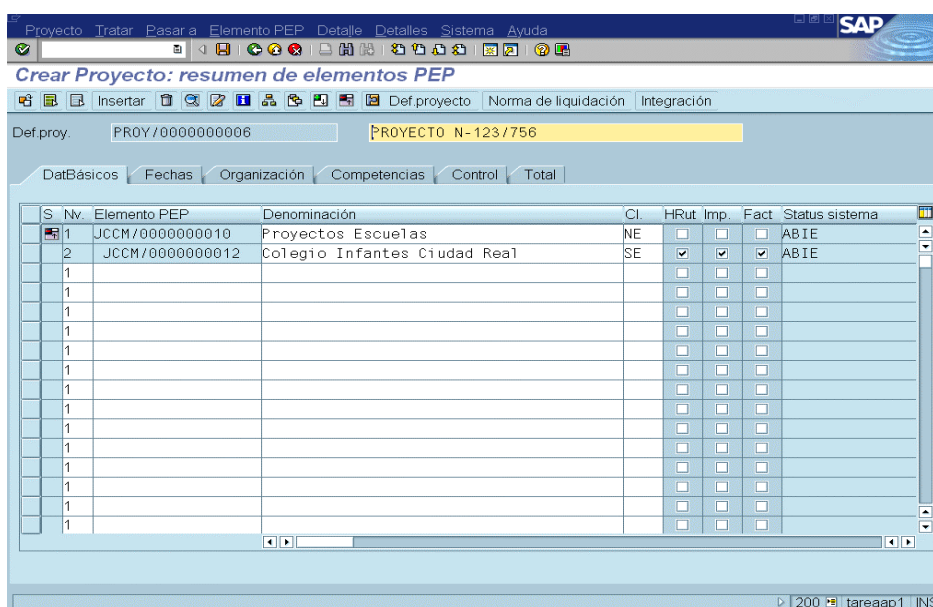 Proyecto Tratar Pasar a Elemento PEP Detalle Detalles Sistema Ayuda
SAP
Crear Proyecto: resumen de elementos PEP
Insertar Def.proyecto Norma de liquidación Integración
Def.proy. PROY/0000000006 PROYECTO N-123/756
DatBásicos Fechas Organización Competencias Control Total
S Nv. Elemento PEP Denominación Cl. HRut Imp. Fact Status sistema
1 JCCM/0000000010 Proyectos Escuelas NE ABIE
2 JCCM/0000000012 Colegio Infantes Ciudad Real SE ABIE
1
1
1
1
1
1
1
1
1
1
1
1
1
1
200 tareaap1 INS